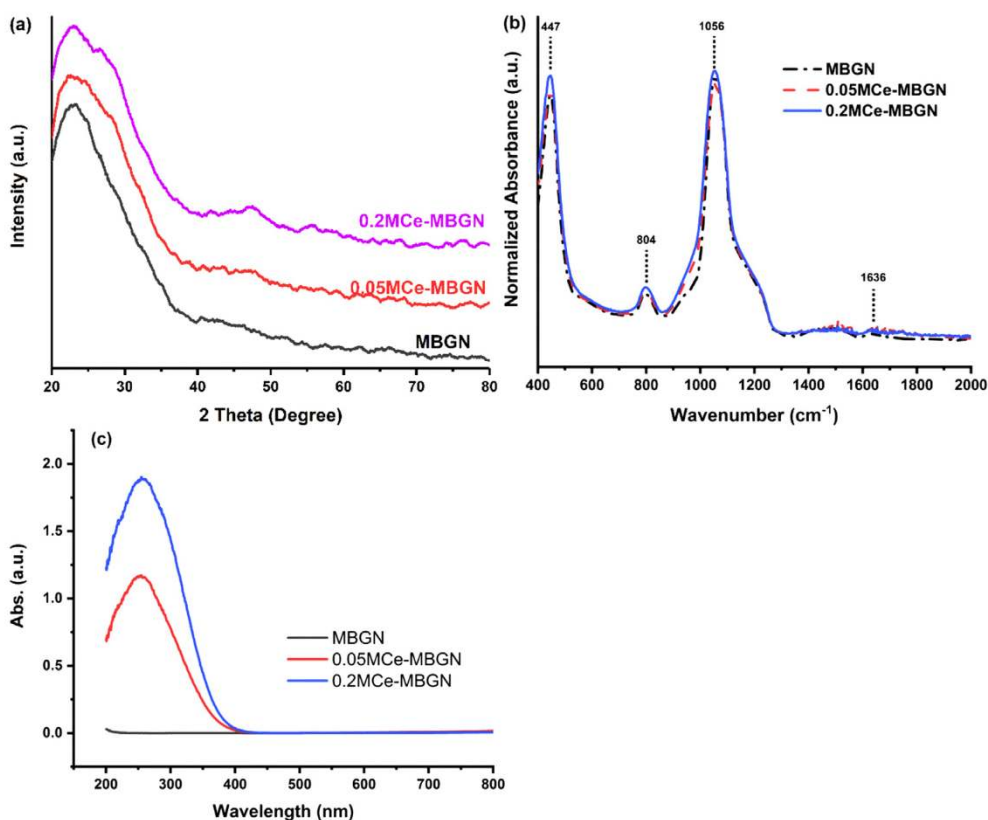 (a)
Intensity (a.u.)
0.2MCe-MBGN
0.05MCe-MBGN
MBGN
20 30 40 50 60 70 80
2 Theta (Degree)
(b)
447
1056
804
1636
MBGN
0.05MCe-MBGN
0.2MCe-MBGN
Normalized Absorbance (a.u.)
400 600 800 1000 1200 1400 1600 1800 2000
Wavenumber (cm⁻¹)
(c)
Abs. (a.u.)
2.0
1.5
1.0
0.5
0.0
MBGN
0.05MCe-MBGN
0.2MCe-MBGN
200 300 400 500 600 700 800
Wavelength (nm)